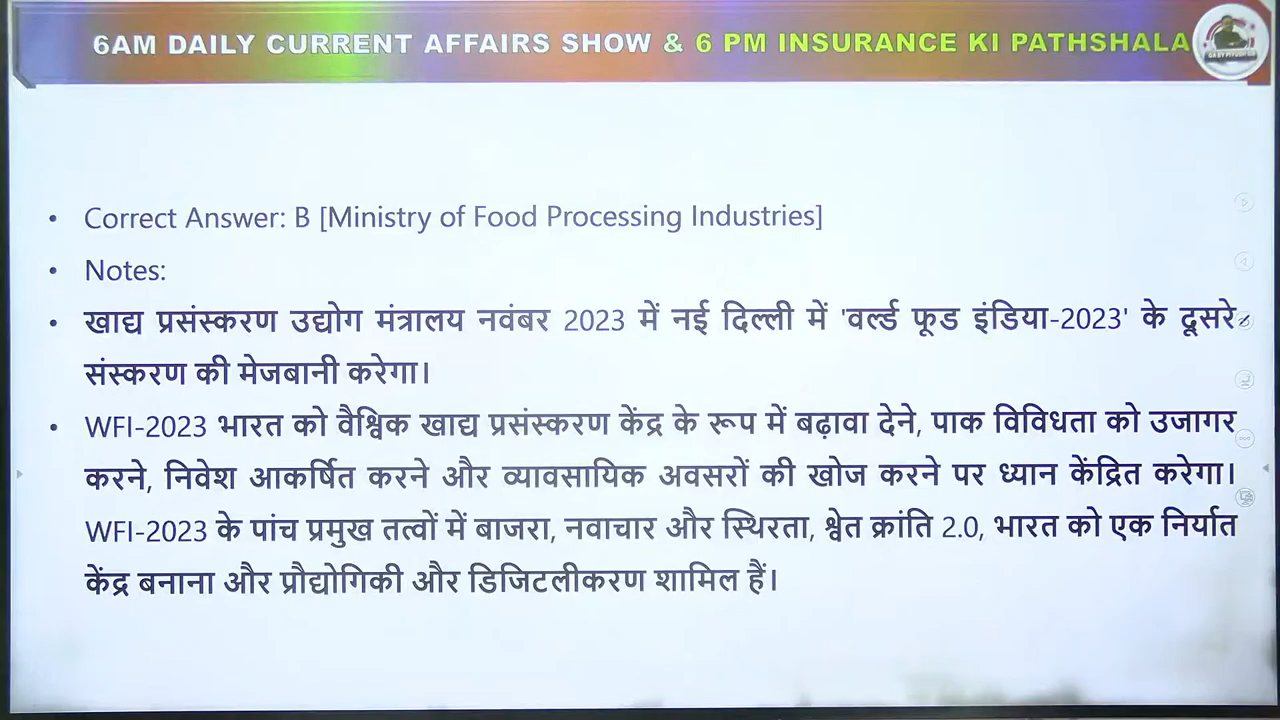 6AM DAILY CURRENT AFFAIRS SHOW & 6 PM INSURANCE KI PATHSHALA
• Correct Answer: B [Ministry of Food Processing Industries]
• Notes:
• खाद्य प्रसंस्करण उद्योग मंत्रालय नवंबर 2023 में नई दिल्ली में 'वर्ल्ड फूड इंडिया-2023' के दूसरे
संस्करण की मेजबानी करेगा।
• WFI-2023 भारत को वैश्विक खाद्य प्रसंस्करण केंद्र के रूप में बढ़ावा देने, पाक विविधता को उजागर
करने, निवेश आकर्षित करने और व्यावसायिक अवसरों की खोज करने पर ध्यान केंद्रित करेगा।
WFI-2023 के पांच प्रमुख तत्वों में बाजरा, नवाचार और स्थिरता, श्वेत क्रांति 2.0, भारत को एक निर्यात
केंद्र बनाना और प्रौद्योगिकी और डिजिटलीकरण शामिल हैं।